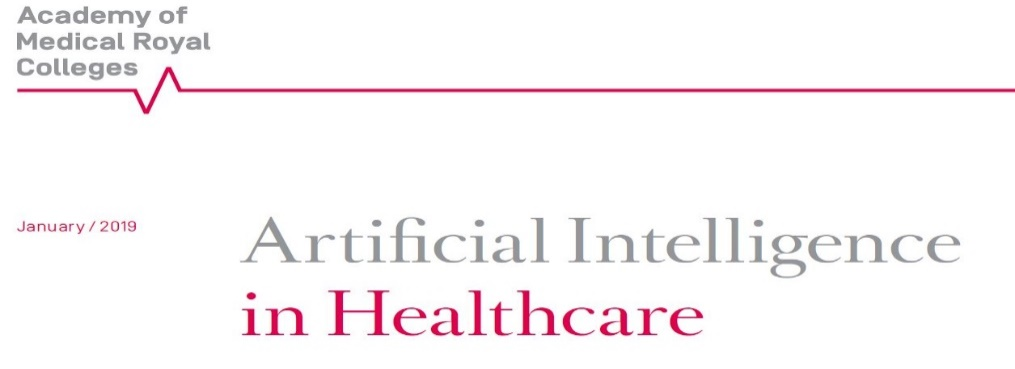 Academy of
Medical Royal
Colleges
January / 2019
Artificial Intelligence
in Healthcare